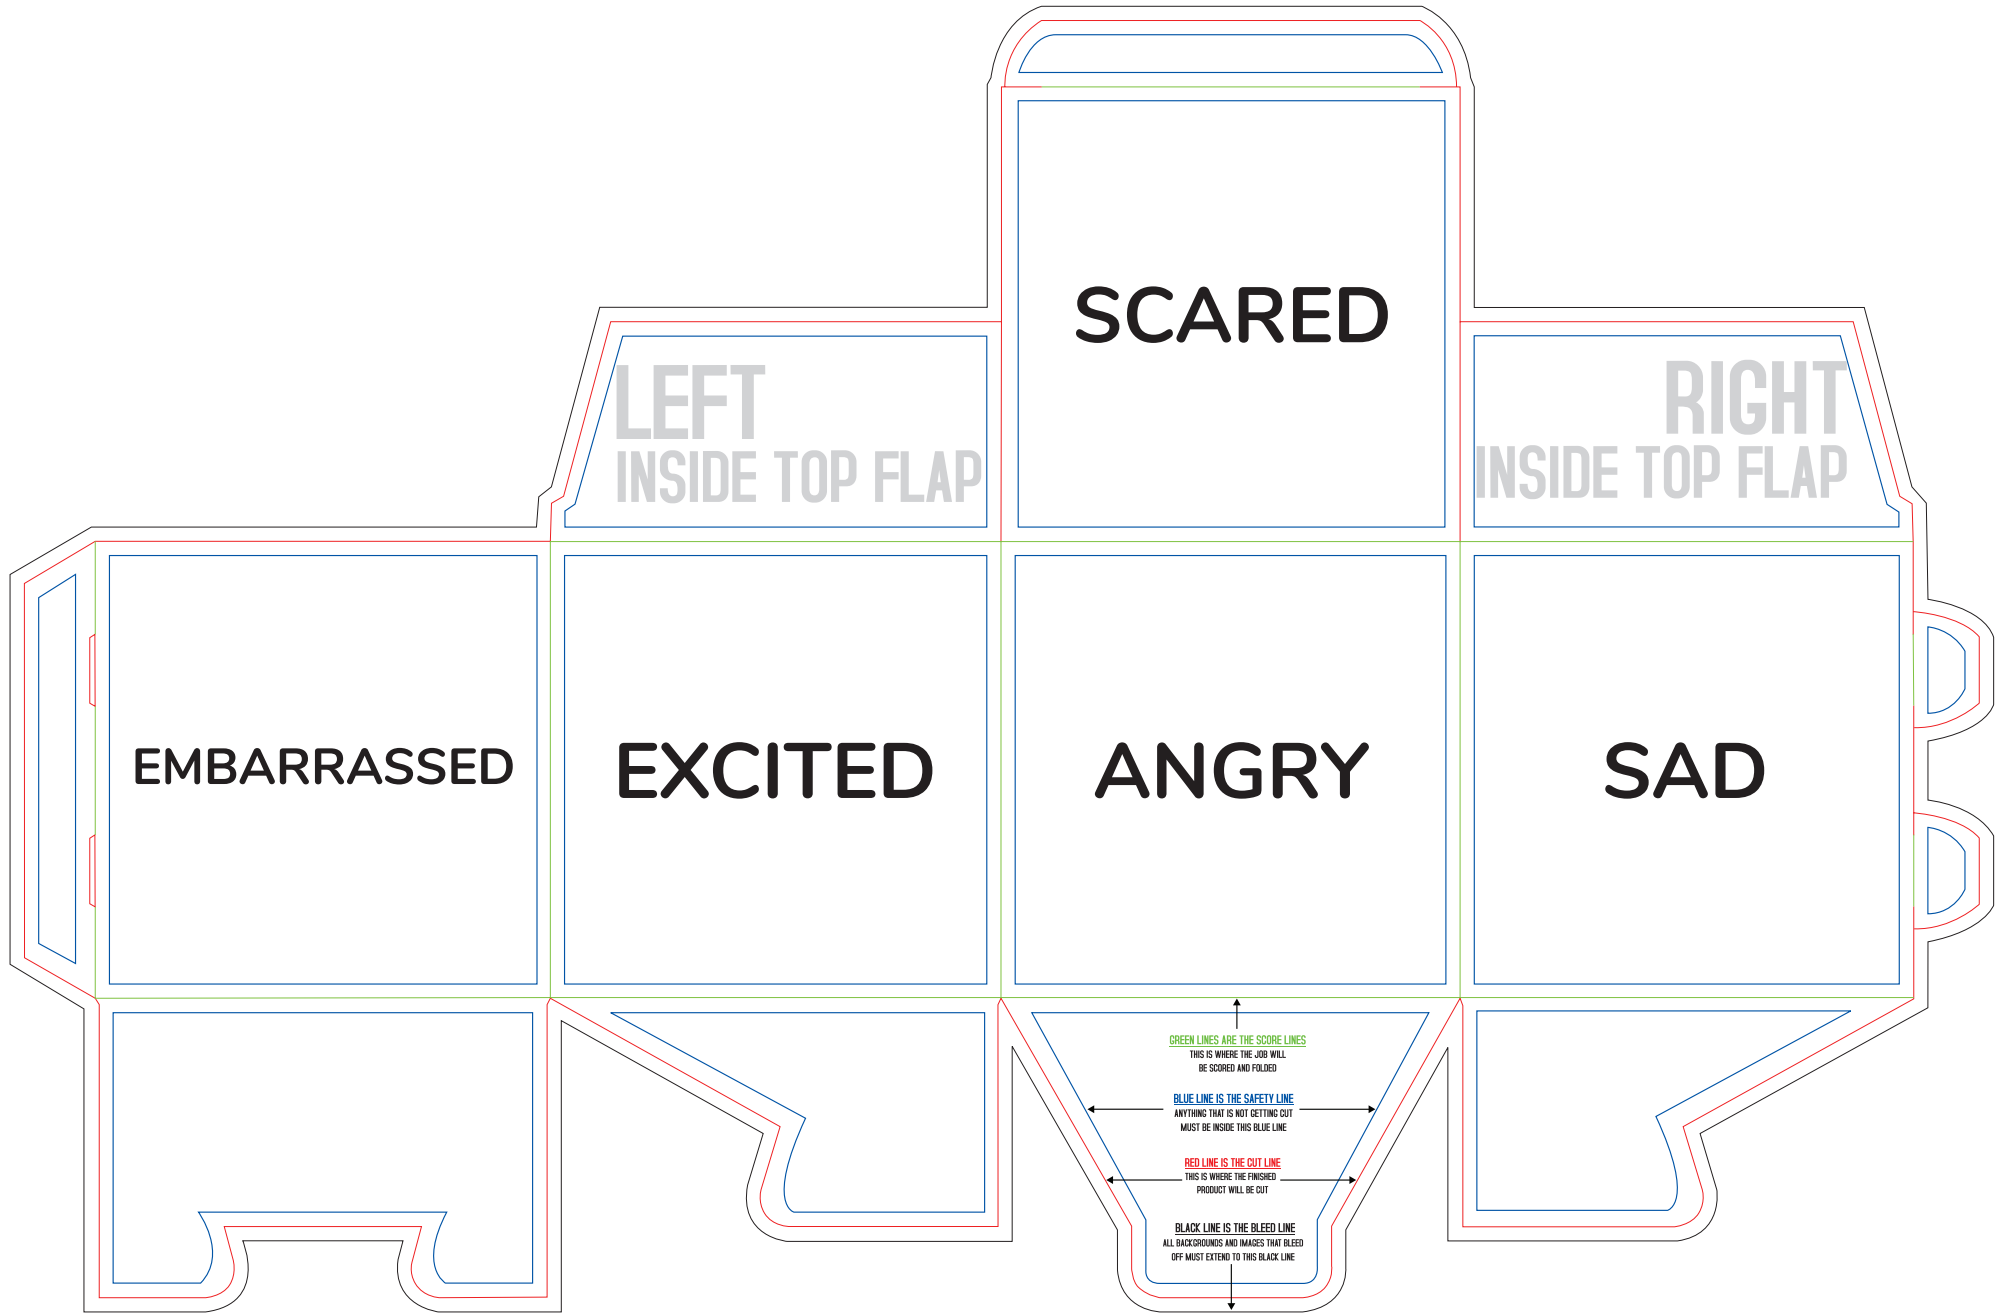 SCARED
LEFT
INSIDE TOP FLAP
RIGHT
INSIDE TOP FLAP
EMBARRASSED
EXCITED
ANGRY
SAD
GREEN LINES ARE THE SCORE LINES
THIS IS WHERE THE JOB WILL
BE SCORED AND FOLDED
BLUE LINE IS THE SAFETY LINE
ANYTHING THAT IS NOT GETTING CUT
MUST BE INSIDE THIS BLUE LINE
RED LINE IS THE CUT LINE
THIS IS WHERE THE FINISHED
PRODUCT WILL BE CUT
BLACK LINE IS THE BLEED LINE
ALL BACKGROUNDS AND IMAGES THAT BLEED
OFF MUST EXTEND TO THIS BLACK LINE